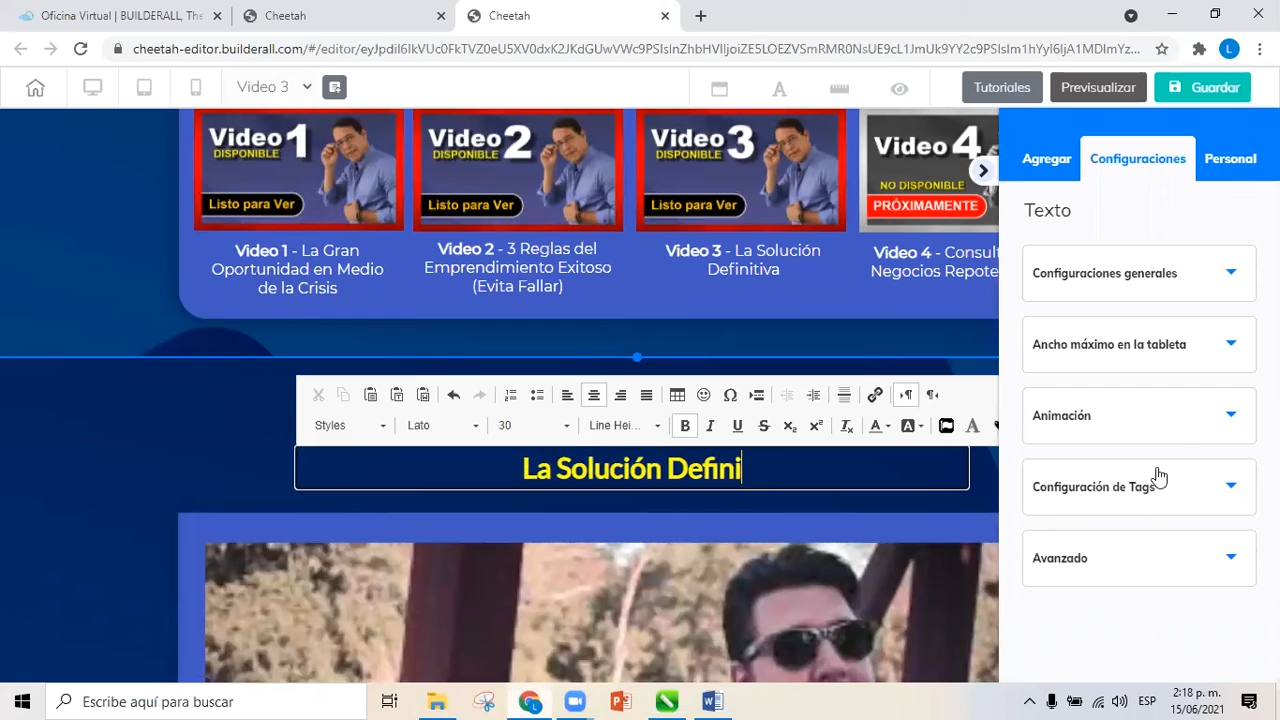 Oficina Virtual | BUILDERALL, The
Cheetah
Cheetah
cheetah-editor.builderall.com/#/editor/eyJpdiI6IkVUc0FkTVZ0eU5XV0dxK2JKdGUwVWc9PSIsInZhbHVlIjoiZE5LOEZVSmRMR0NsUE9cL1JmUk9YY2c9PSIsIm1hYyI6IjA1MDlmYz...
L
Video 3
Tutoriales
Previsualizar
Guardar
Agregar
Configuraciones
Personal
Video 1
DISPONIBLE
Listo para Ver
Video 2
DISPONIBLE
Listo para Ver
Video 3
DISPONIBLE
Listo para Ver
Video 4
NO DISPONIBLE
PRÓXIMAMENTE
Video 1 - La Gran
Oportunidad en Medio
de la Crisis
Video 2 - 3 Reglas del
Emprendimiento Exitoso
(Evita Fallar)
Video 3 - La Solución
Definitiva
Video 4 - Consult
Negocios Repote
Texto
Configuraciones generales
Ancho máximo en la tableta
Animación
Configuración de Tags
Avanzado
Styles
Lato
30
Line Hei...
La Solución Defini
Escribe aquí para buscar
ESP
2:18 p. m.
15/06/2021